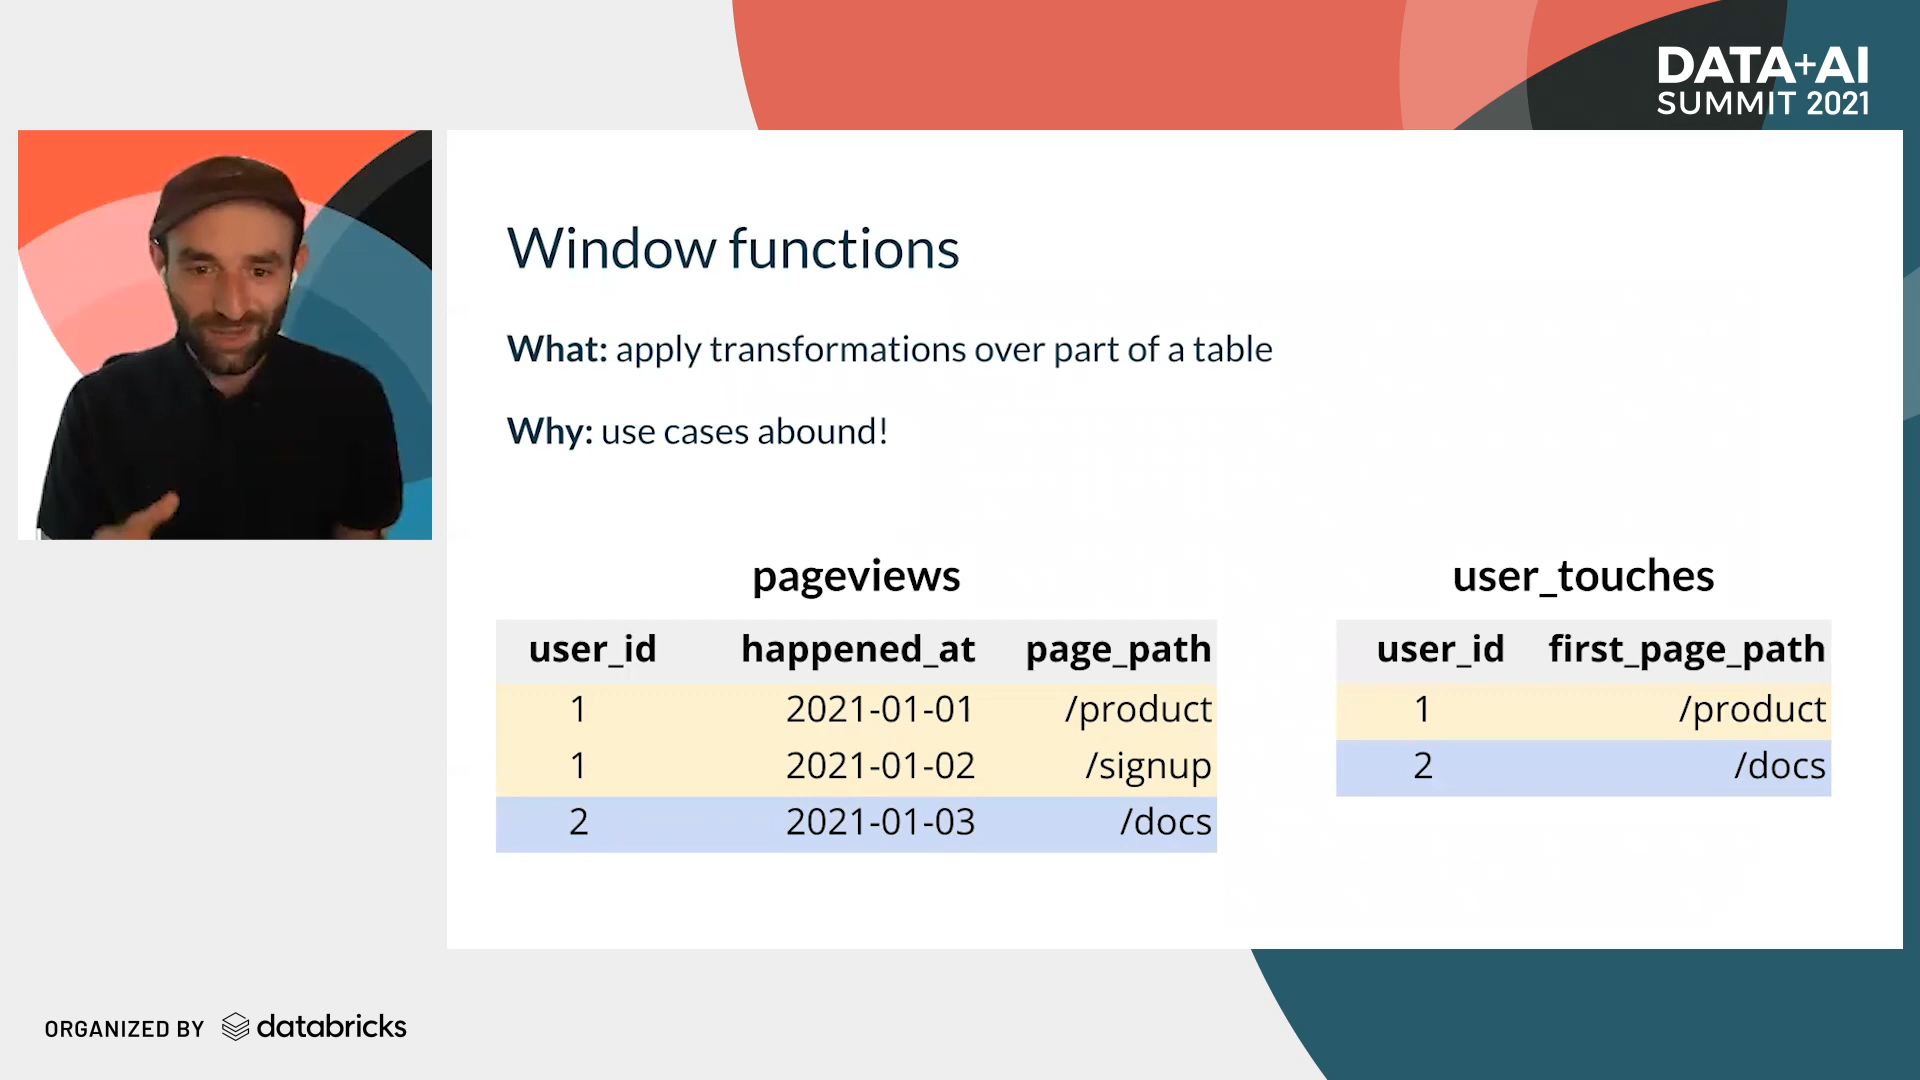 DATA+AI
SUMMIT 2021
Window functions
What: apply transformations over part of a table
Why: use cases abound!
pageviews
user_id happened_at page_path
1 2021-01-01 /product
1 2021-01-02 /signup
2 2021-01-03 /docs
user_touches
user_id first_page_path
1 /product
2 /docs
ORGANIZED BY databricks